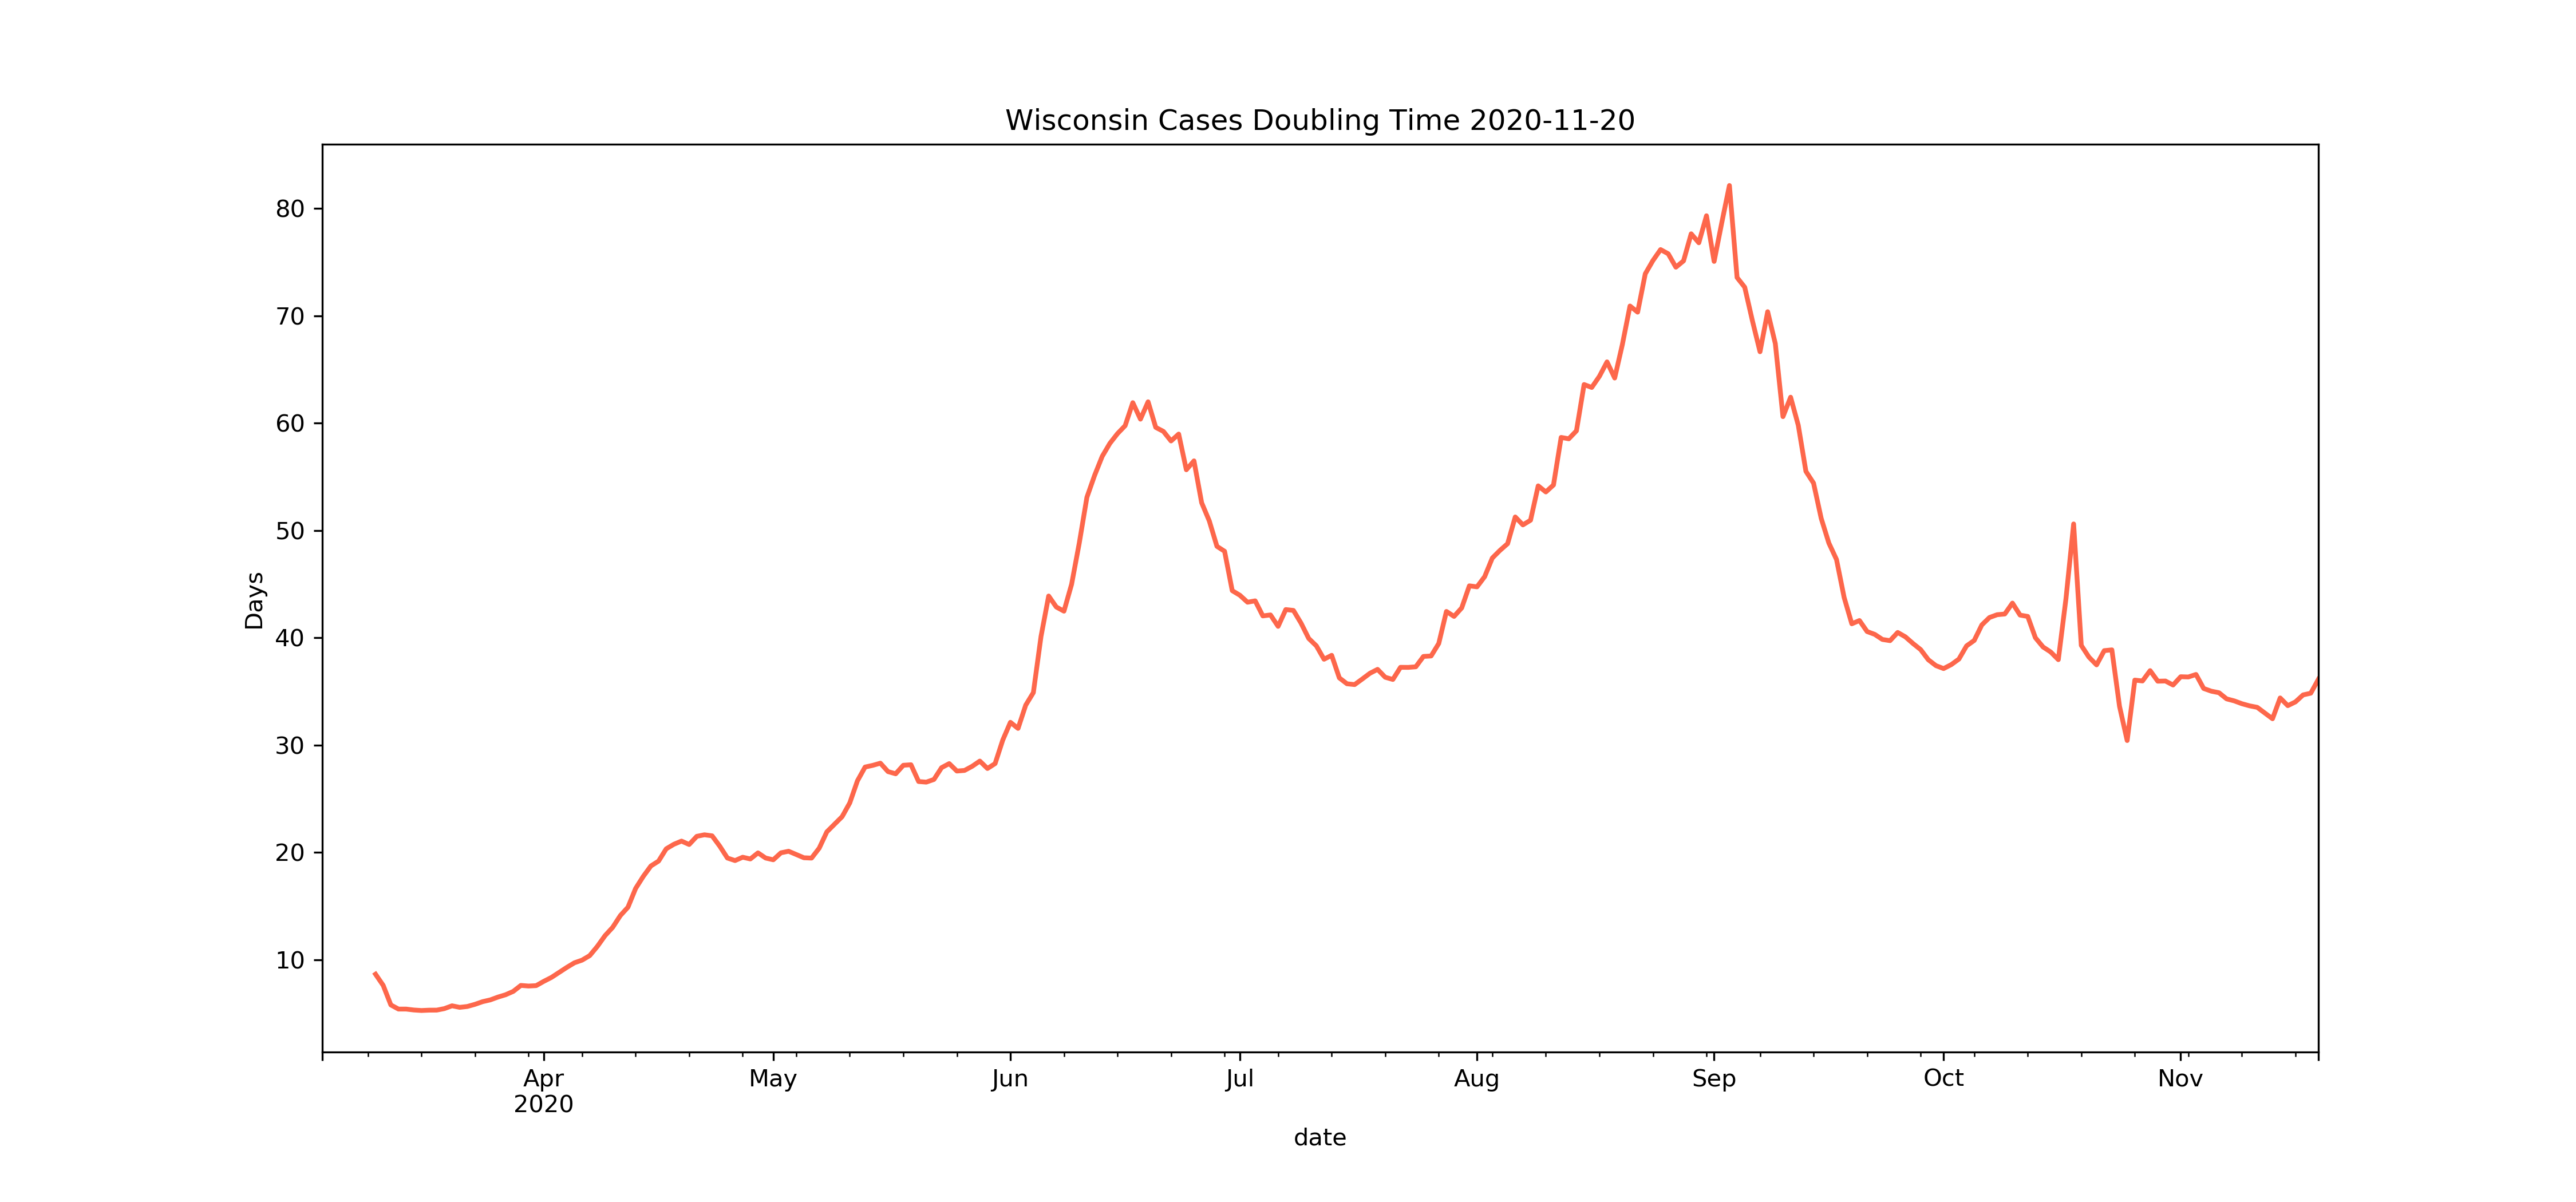 Wisconsin Cases Doubling Time 2020-11-20
80
70
60
50
40
30
20
10
Days
Apr May Jun Jul Aug Sep Oct Nov
2020
date